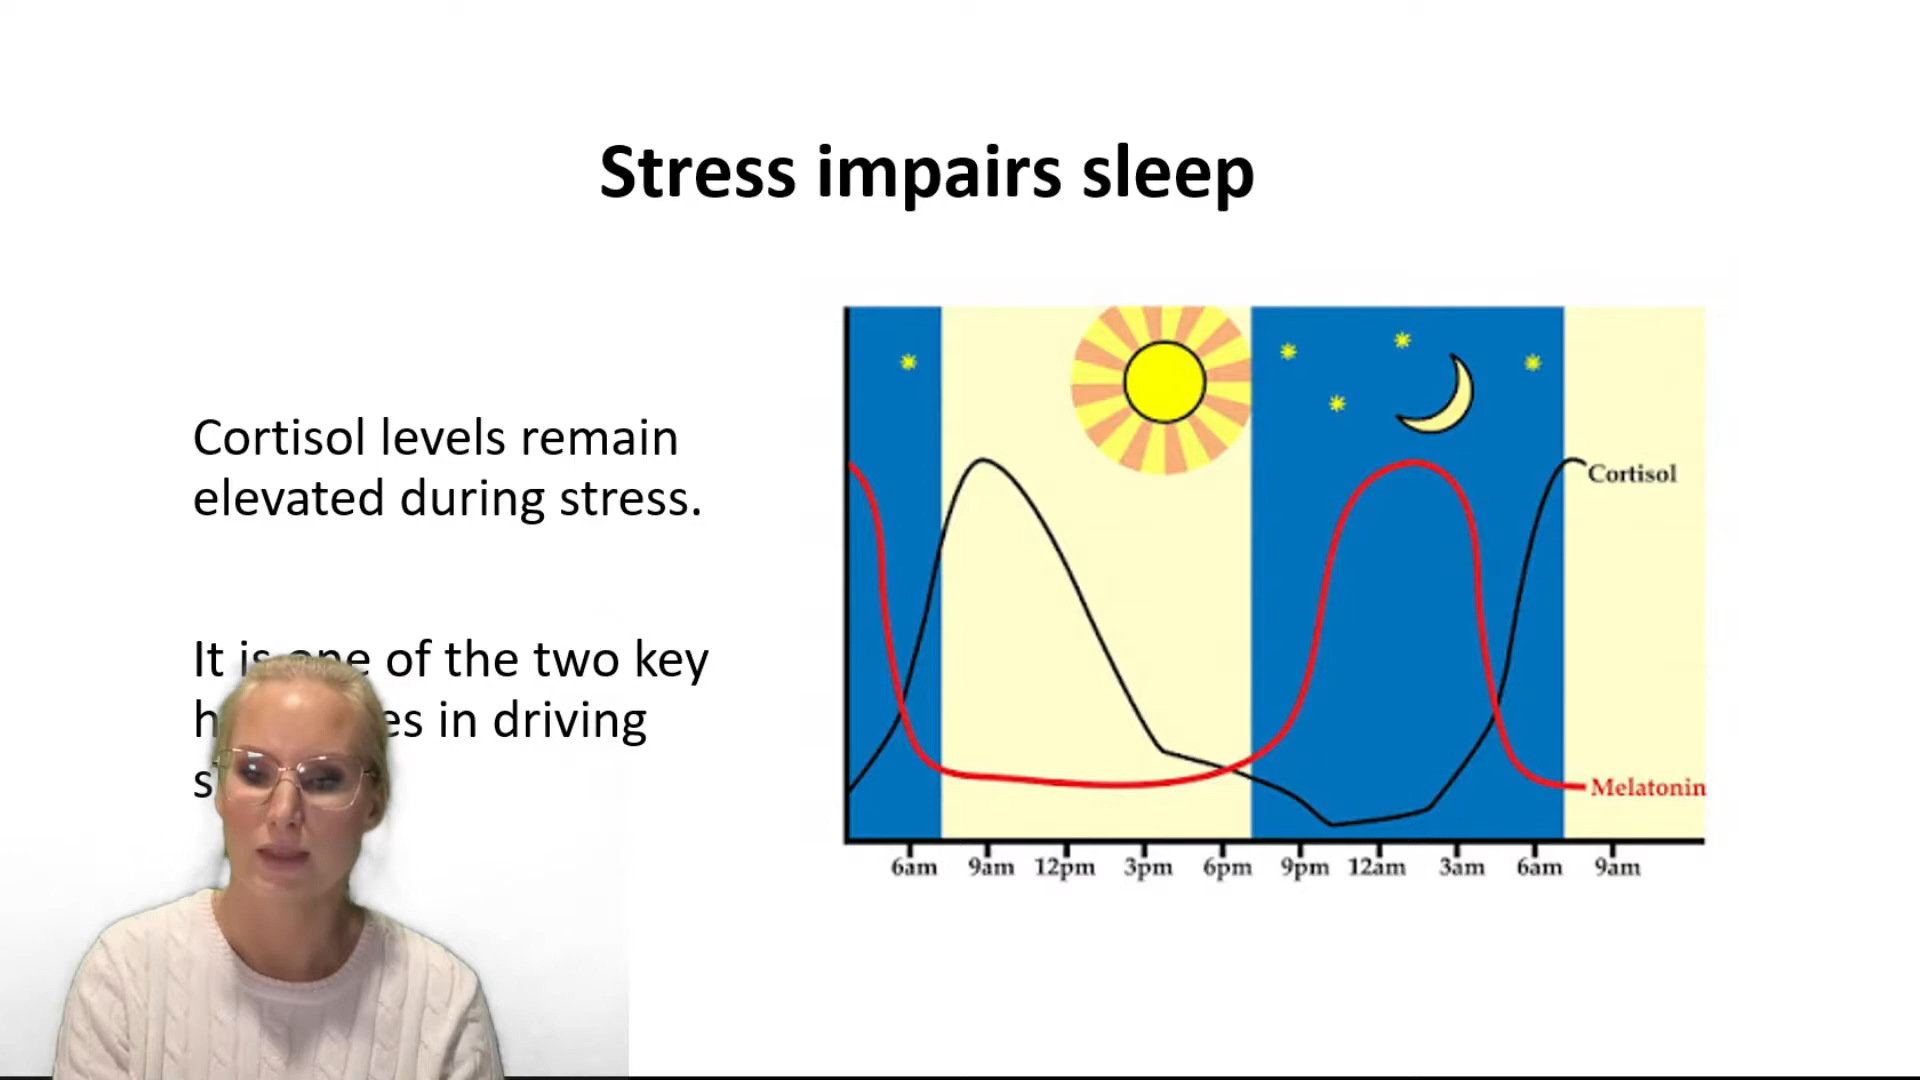 Stress impairs sleep
Cortisol levels remain
elevated during stress.
It is one of the two key
in driving
Cortisol
Melatonin
6am 9am 12pm 3pm 6pm 9pm 12am 3am 6am 9am